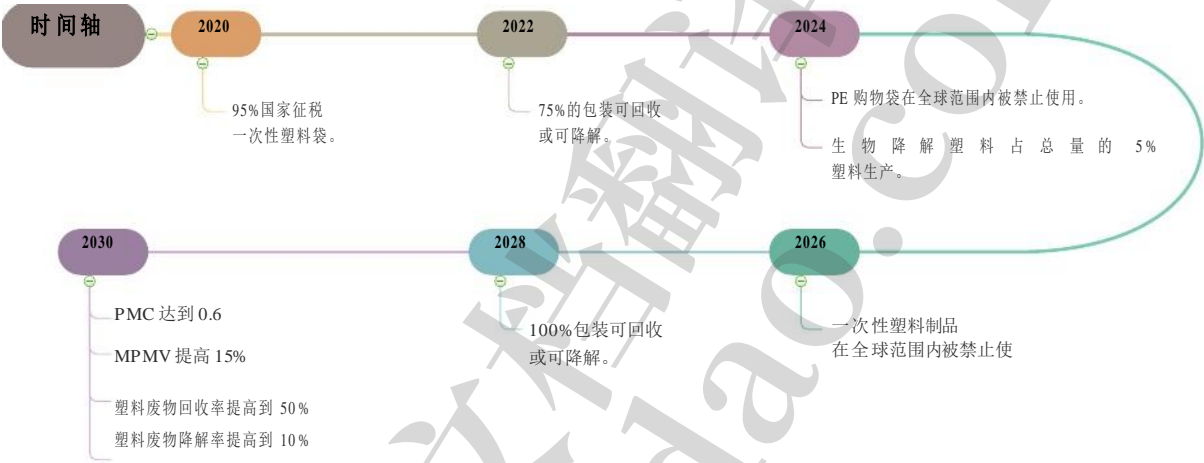 时间轴
2020
2022
2024
95%国家征税
一次性塑料袋。
75%的包装可回收
或可降解。
PE 购物袋在全球范围内被禁止使用。
生物降解塑料占总量的 5%
塑料生产。
2030
2028
2026
PMC 达到 0.6
MPMV 提高 15%
塑料废物回收率提高到 50%
塑料废物降解率提高到 10%
100%包装可回收
或可降解。
一次性塑料制品
在全球范围内被禁止使